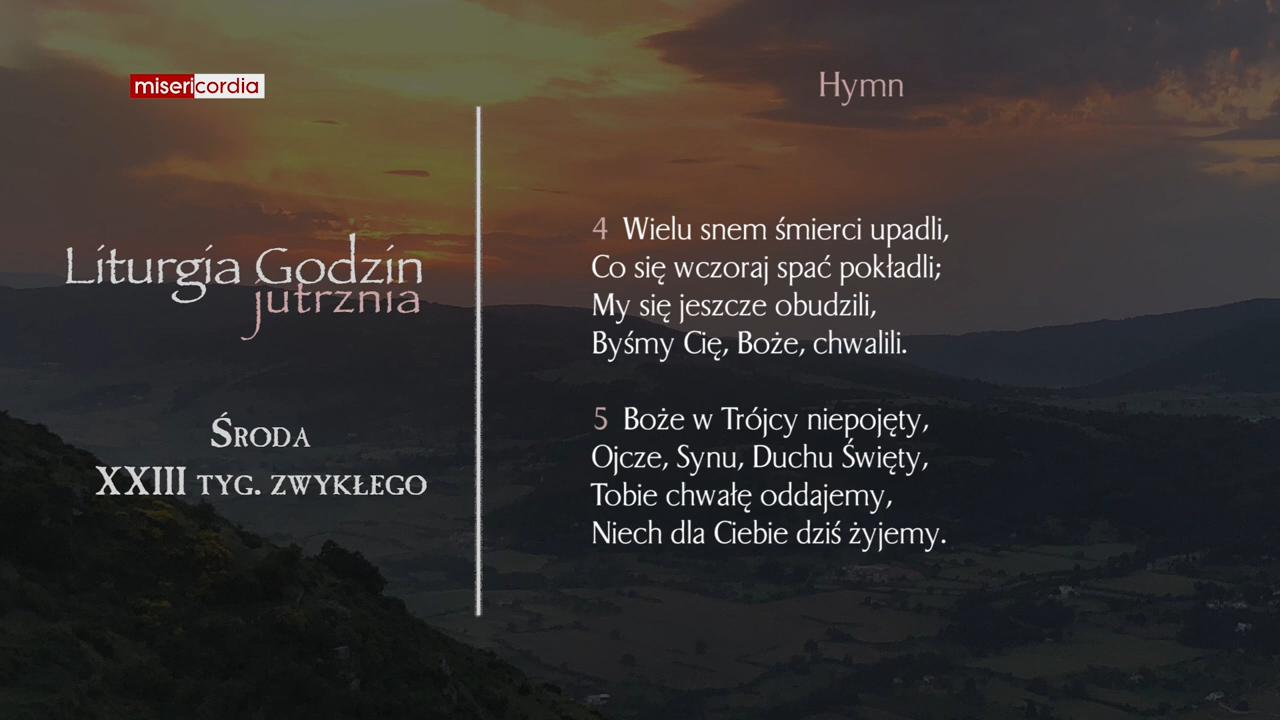 misericordia
Liturgia Godzin
jutrznia
Środa
XXIII tyg. zwykłego
Hymn
4 Wielu snem śmierci upadli,
Co się wczoraj spać pokładli;
My się jeszcze obudzili,
Byśmy Cię, Boże, chwalili.
5 Boże w Trójcy niepojęty,
Ojcze, Synu, Duchu Święty,
Tobie chwałę oddajemy,
Niech dla Ciebie dziś żyjemy.